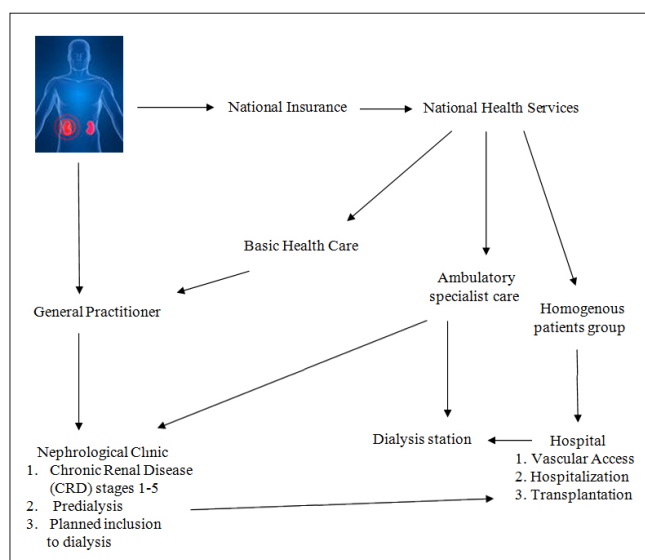 National Insurance
National Health Services
Basic Health Care
Ambulatory
specialist care
General Practitioner
Homogenous
patients group
Nephrological Clinic
1. Chronic Renal Disease
(CRD) stages 1-5
2. Predialysis
3. Planned inclusion
to dialysis
Dialysis station
Hospital
1. Vascular Access
2. Hospitalization
3. Transplantation